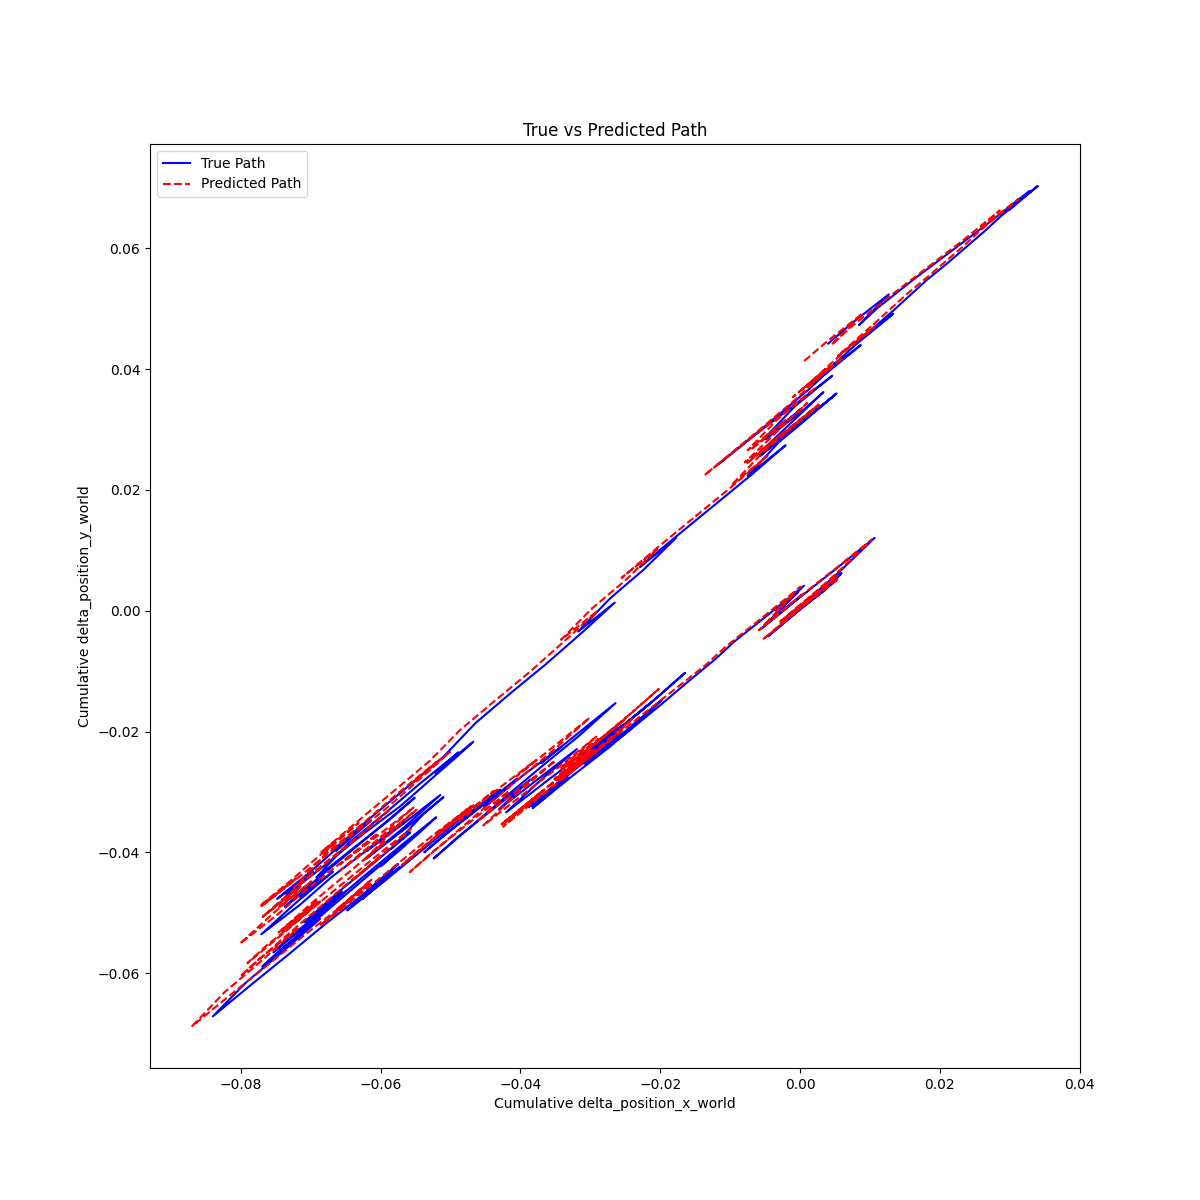 True vs Predicted Path
True Path
Predicted Path
0.06
0.04
0.02
0.00
−0.02
−0.04
−0.06
Cumulative delta_position_y_world
−0.08
−0.06
−0.04
−0.02
0.00
0.02
0.04
Cumulative delta_position_x_world